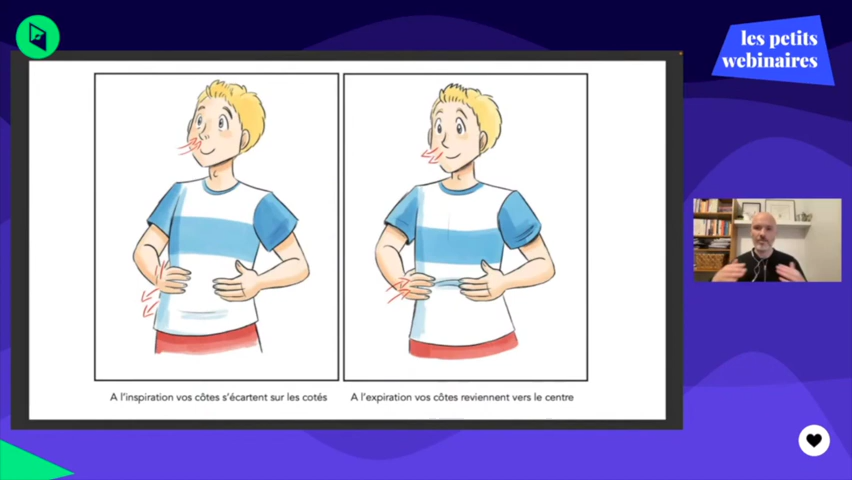 les petits
webinaires
A l'inspiration vos côtes s'écartent sur les cotés
A l'expiration vos côtes reviennent vers le centre